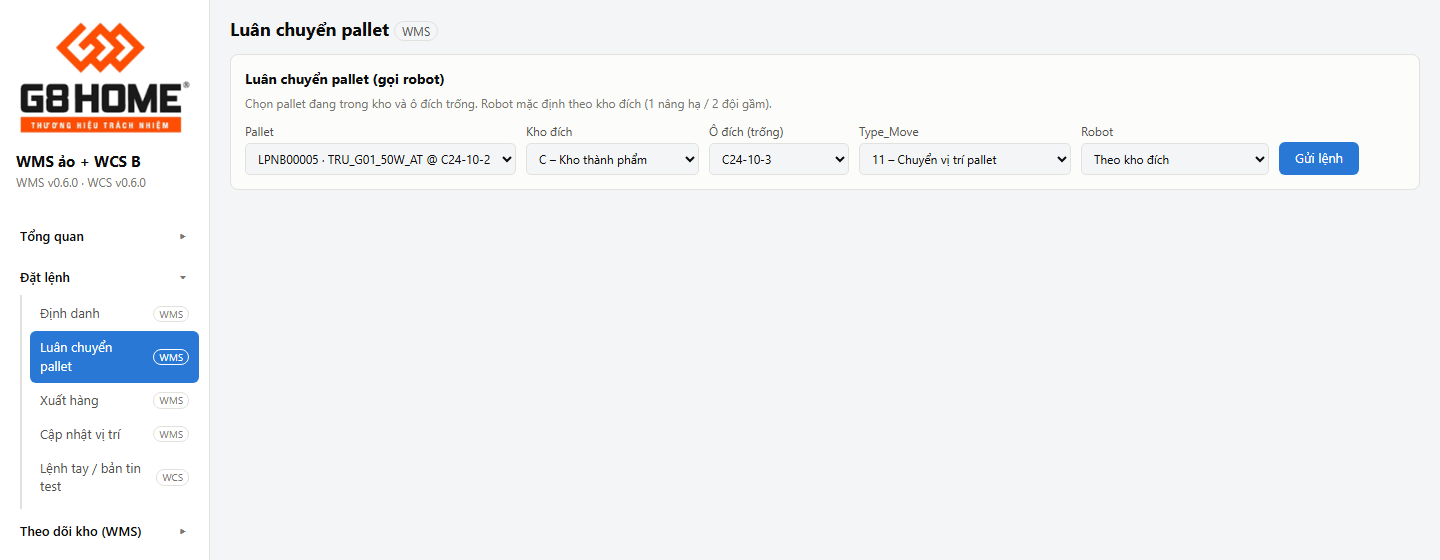 G8 HOME®
THƯƠNG HIỆU TRÁCH NHIỆM
WMS ảo + WCS B
WMS v0.6.0 · WCS v0.6.0
Tổng quan
Đặt lệnh
Định danh WMS
Luân chuyển
pallet WMS
Xuất hàng WMS
Cập nhật vị trí WMS
Lệnh tay / bản tin
test WCS
Theo dõi kho (WMS)
Luân chuyển pallet WMS
Luân chuyển pallet (gọi robot)
Chọn pallet đang trong kho và ô đích trống. Robot mặc định theo kho đích (1 nâng hạ / 2 đội gầm).
Pallet Kho đích Ô đích (trống) Type_Move Robot
LPNB00005 · TRU_G01_50W_AT @ C24-10-2 C – Kho thành phẩm C24-10-3 11 – Chuyển vị trí pallet Theo kho đích Gửi lệnh